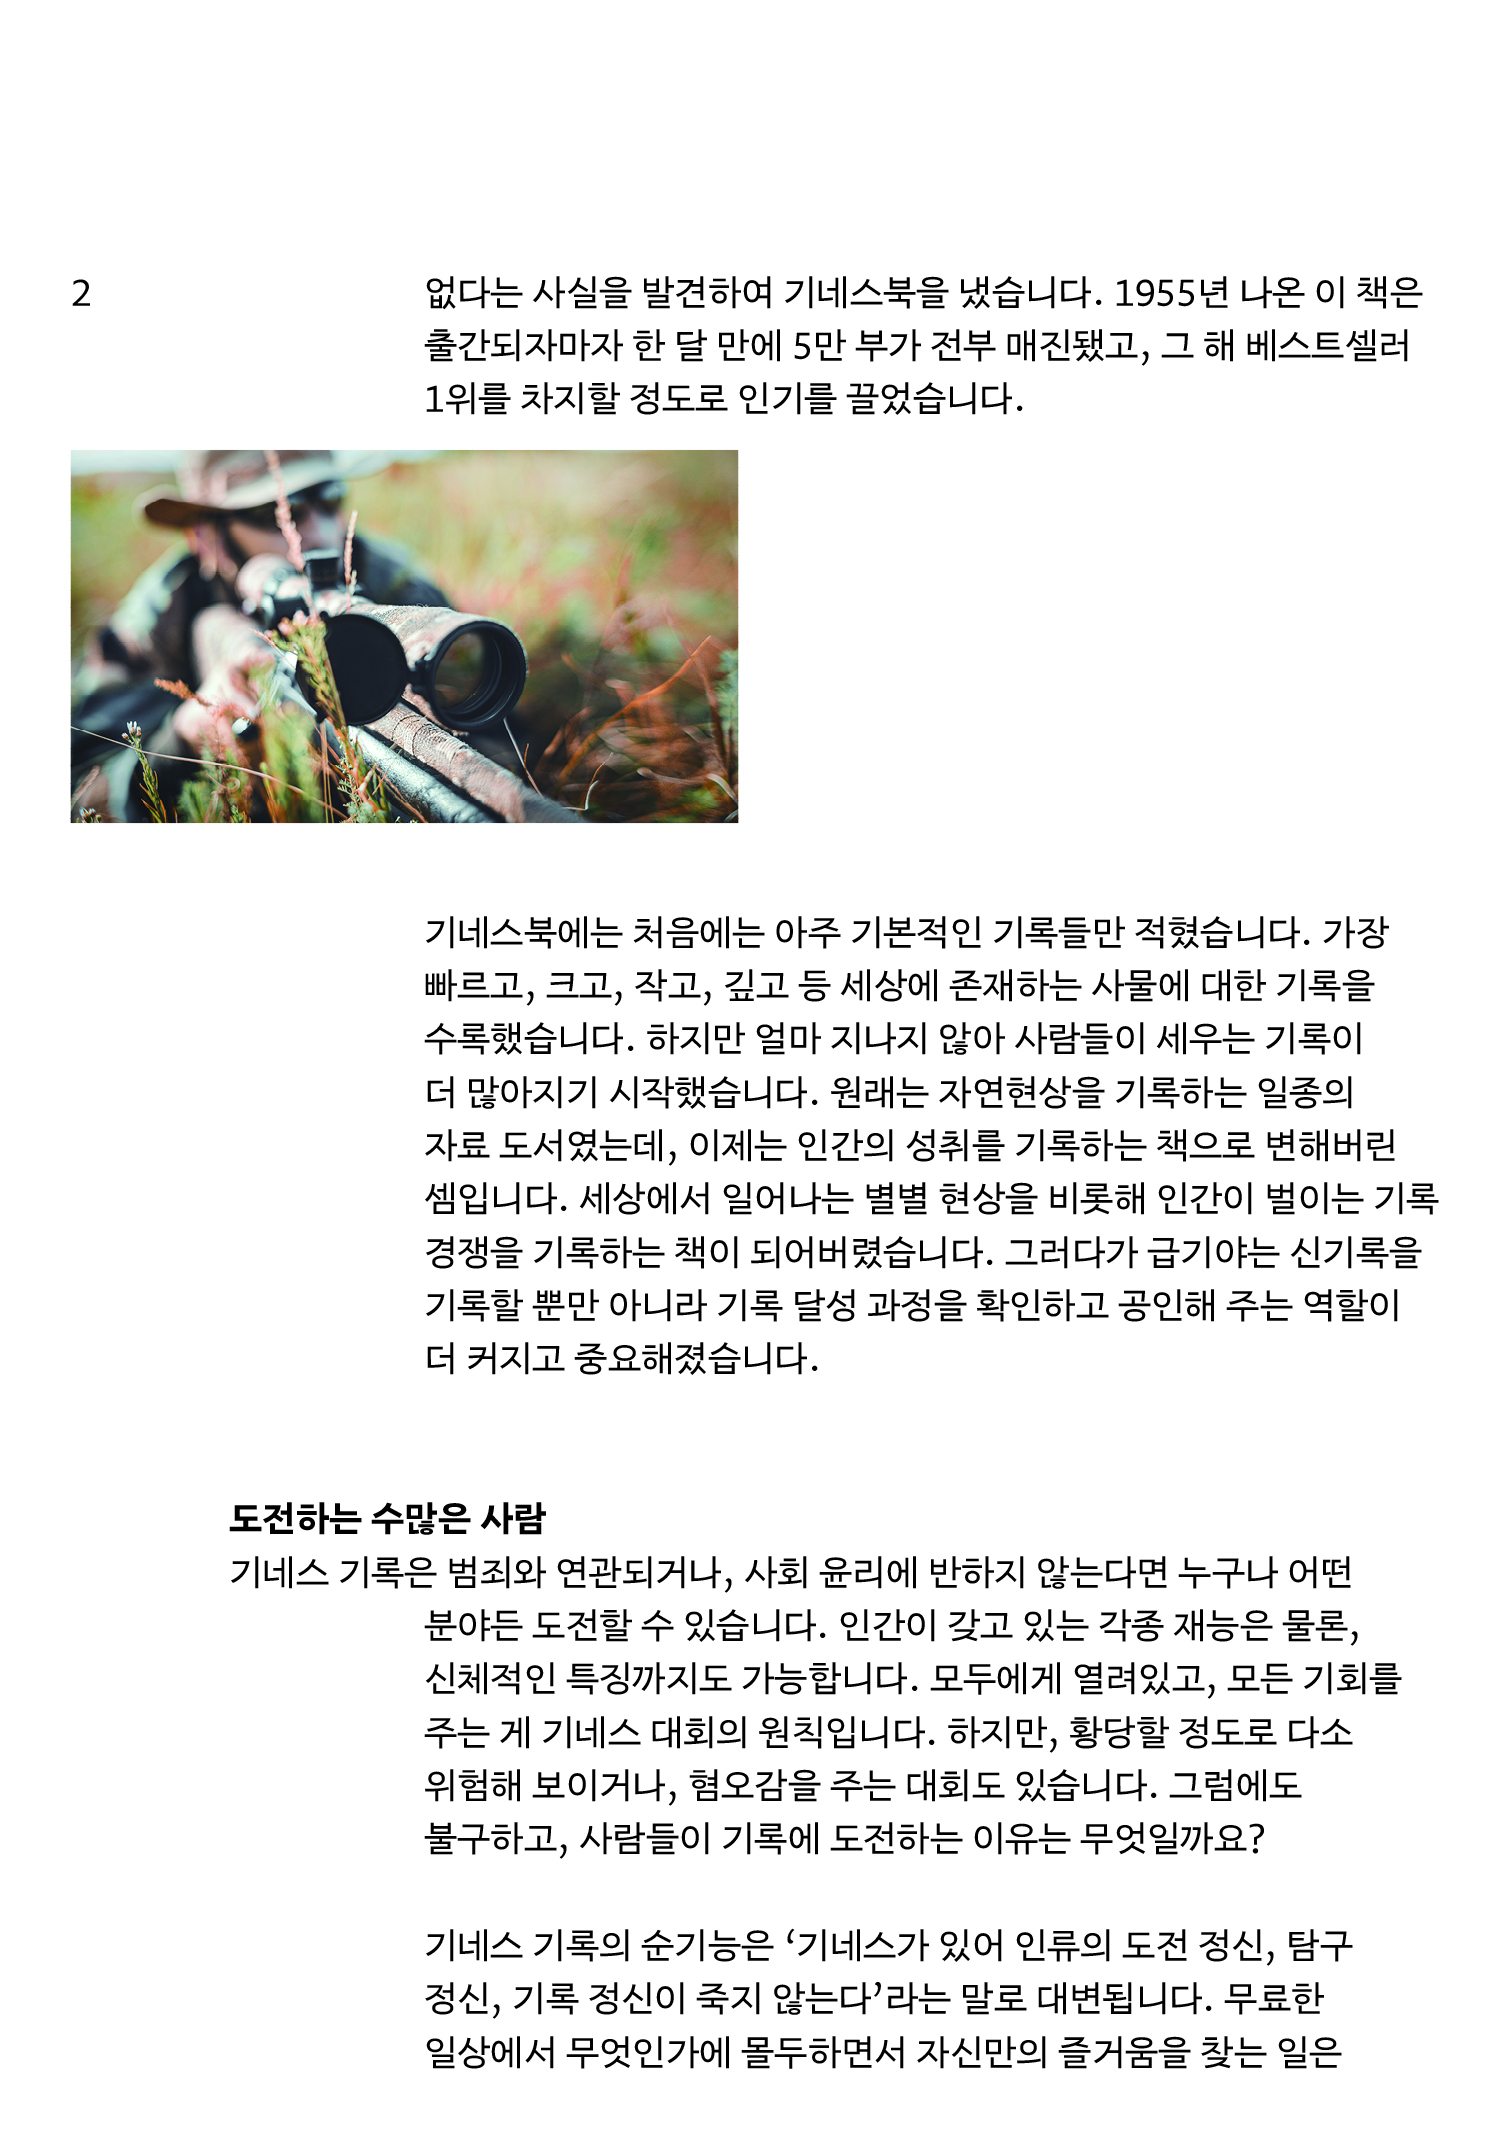 2
없다는 사실을 발견하여 기네스북을 냈습니다. 1955년 나온 이 책은
출간되자마자 한 달 만에 5만 부가 전부 매진됐고, 그 해 베스트셀러
1위를 차지할 정도로 인기를 끌었습니다.
기네스북에는 처음에는 아주 기본적인 기록들만 적혔습니다. 가장
빠르고, 크고, 작고, 깊고 등 세상에 존재하는 사물에 대한 기록을
수록했습니다. 하지만 얼마 지나지 않아 사람들이 세우는 기록이
더 많아지기 시작했습니다. 원래는 자연현상을 기록하는 일종의
자료 도서였는데, 이제는 인간의 성취를 기록하는 책으로 변해버린
셈입니다. 세상에서 일어나는 별별 현상을 비롯해 인간이 벌이는 기록
경쟁을 기록하는 책이 되어버렸습니다. 그러다가 급기야는 신기록을
기록할 뿐만 아니라 기록 달성 과정을 확인하고 공인해 주는 역할이
더 커지고 중요해졌습니다.
도전하는 수많은 사람
기네스 기록은 범죄와 연관되거나, 사회 윤리에 반하지 않는다면 누구나 어떤
분야든 도전할 수 있습니다. 인간이 갖고 있는 각종 재능은 물론,
신체적인 특징까지도 가능합니다. 모두에게 열려있고, 모든 기회를
주는 게 기네스 대회의 원칙입니다. 하지만, 황당할 정도로 다소
위험해 보이거나, 혐오감을 주는 대회도 있습니다. 그럼에도
불구하고, 사람들이 기록에 도전하는 이유는 무엇일까요?
기네스 기록의 순기능은 ‘기네스가 있어 인류의 도전 정신, 탐구
정신, 기록 정신이 죽지 않는다’라는 말로 대변됩니다. 무료한
일상에서 무엇인가에 몰두하면서 자신만의 즐거움을 찾는 일은